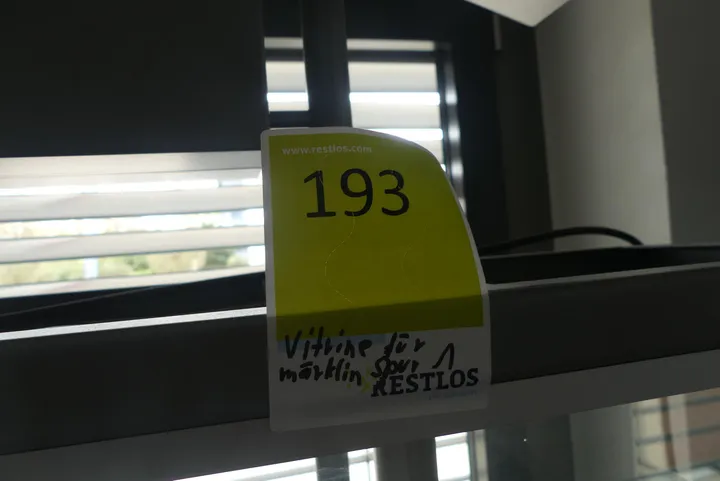 www.restlos.com
193
Vitrine für
märklin Spur 1
RESTLOS